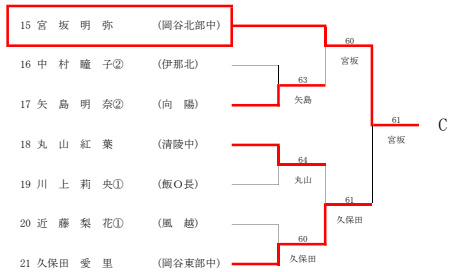 15 宮 坂 明 弥 (岡谷北部中)
60
16 中 村 瞳 子② (伊那北)
宮坂
63
17 矢 島 明 奈② (向 陽)
矢島
61
C
18 丸 山 紅 葉 (清陵中)
宮坂
64
19 川 上 莉 央① (飯O長)
丸山
61
20 近 藤 梨 花① (風 越)
久保田
60
21 久保田 愛 里 (岡谷東部中)
久保田